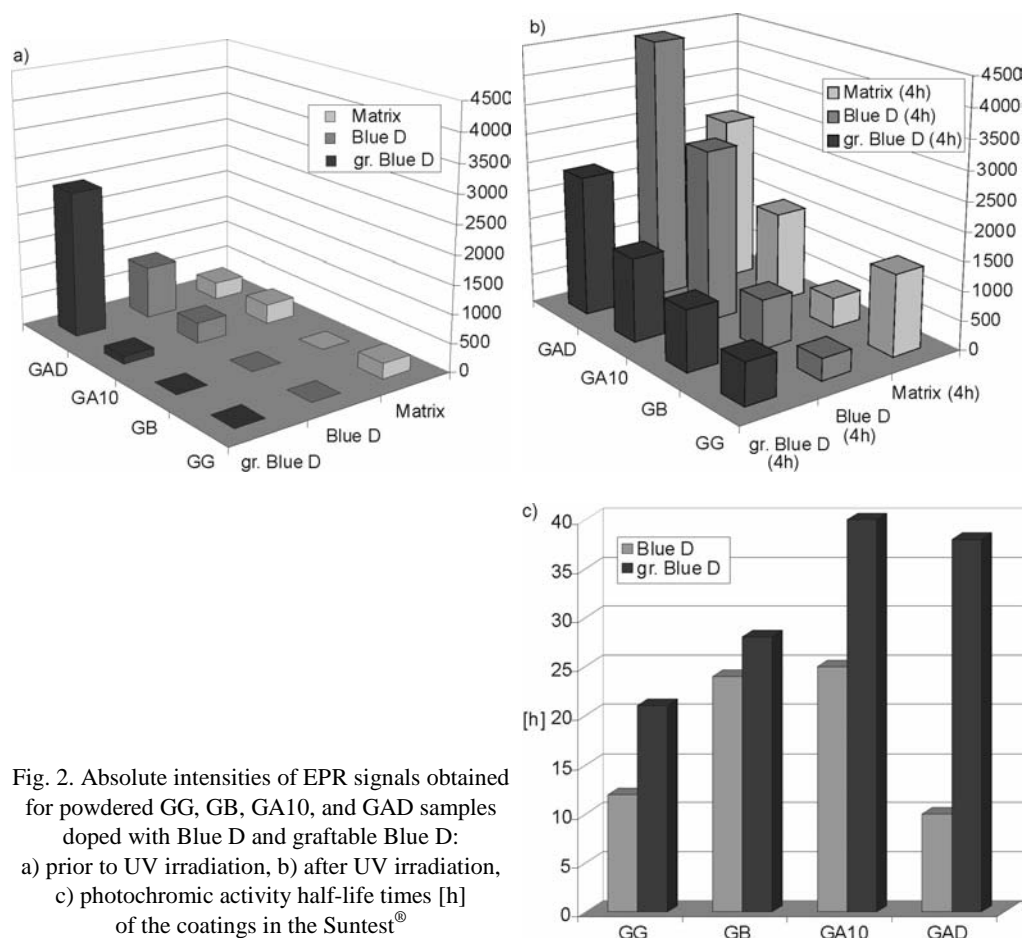 a)
Matrix
Blue D
gr. Blue D
4500
4000
3500
3000
2500
2000
1500
1000
500
0
GAD
GA10
GB
GG
gr. Blue D
Blue D
Matrix
b)
Matrix (4h)
Blue D (4h)
gr. Blue D (4h)
4500
4000
3500
3000
2500
2000
1500
1000
500
0
GAD
GA10
GB
GG
gr. Blue D
(4h)
Blue D
(4h)
Matrix (4h)
c)
Blue D
gr. Blue D
40
35
30
25
20
[h]
15
10
5
0
GG
GB
GA10
GAD
Fig. 2. Absolute intensities of EPR signals obtained
for powdered GG, GB, GA10, and GAD samples
doped with Blue D and graftable Blue D:
a) prior to UV irradiation, b) after UV irradiation,
c) photochromic activity half-life times [h]
of the coatings in the Suntest®